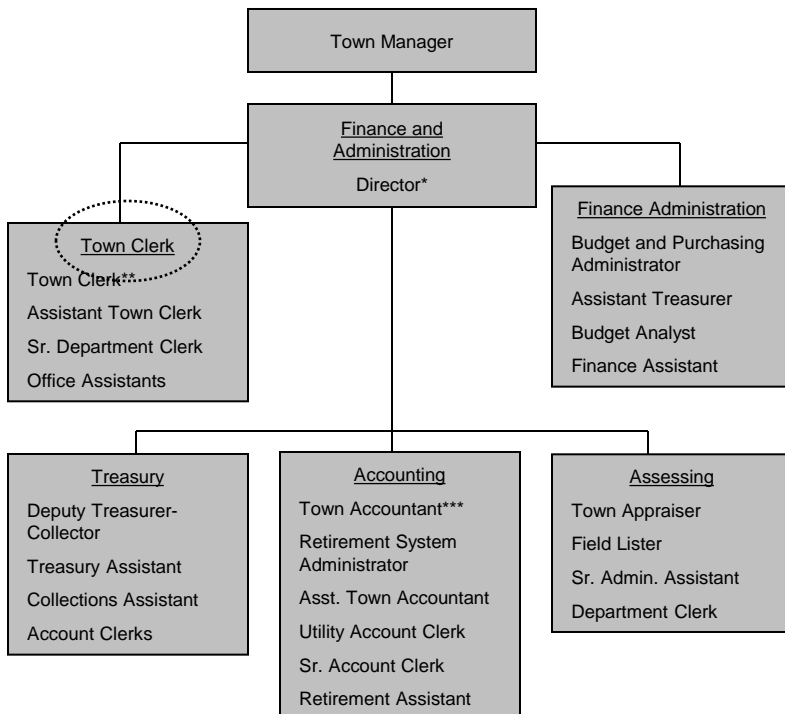 Town Manager
Finance and
Administration
Director*
Town Clerk
Town Clerk**
Assistant Town Clerk
Sr. Department Clerk
Office Assistants
Finance Administration
Budget and Purchasing
Administrator
Assistant Treasurer
Budget Analyst
Finance Assistant
Treasury
Deputy Treasurer-
Collector
Treasury Assistant
Collections Assistant
Account Clerks
Accounting
Town Accountant***
Retirement System
Administrator
Asst. Town Accountant
Utility Account Clerk
Sr. Account Clerk
Retirement Assistant
Assessing
Town Appraiser
Field Lister
Sr. Admin. Assistant
Department Clerk